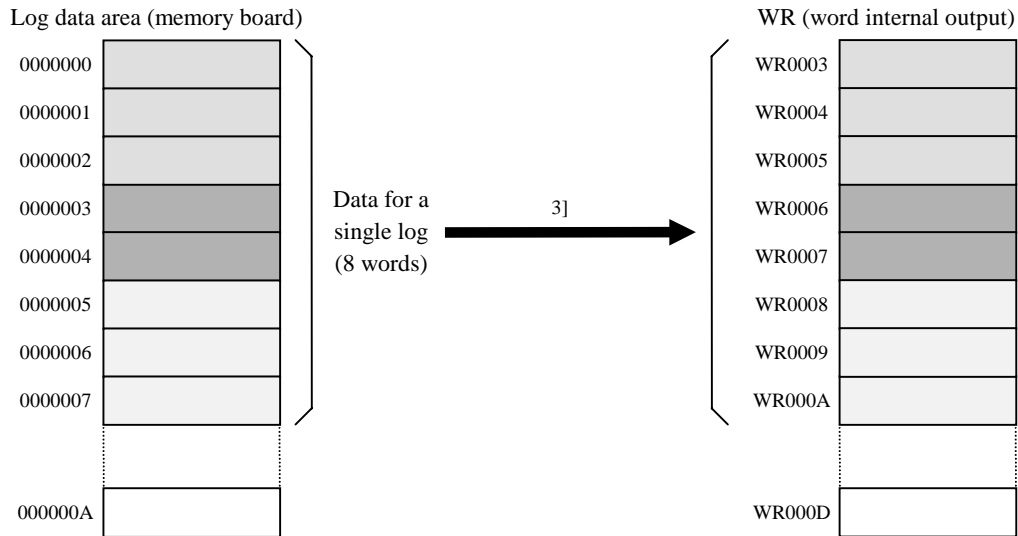 Log data area (memory board)
WR (word internal output)
0000000
0000001
0000002
0000003
0000004
0000005
0000006
0000007
000000A
Data for a
single log
(8 words)
3]
WR0003
WR0004
WR0005
WR0006
WR0007
WR0008
WR0009
WR000A
WR000D